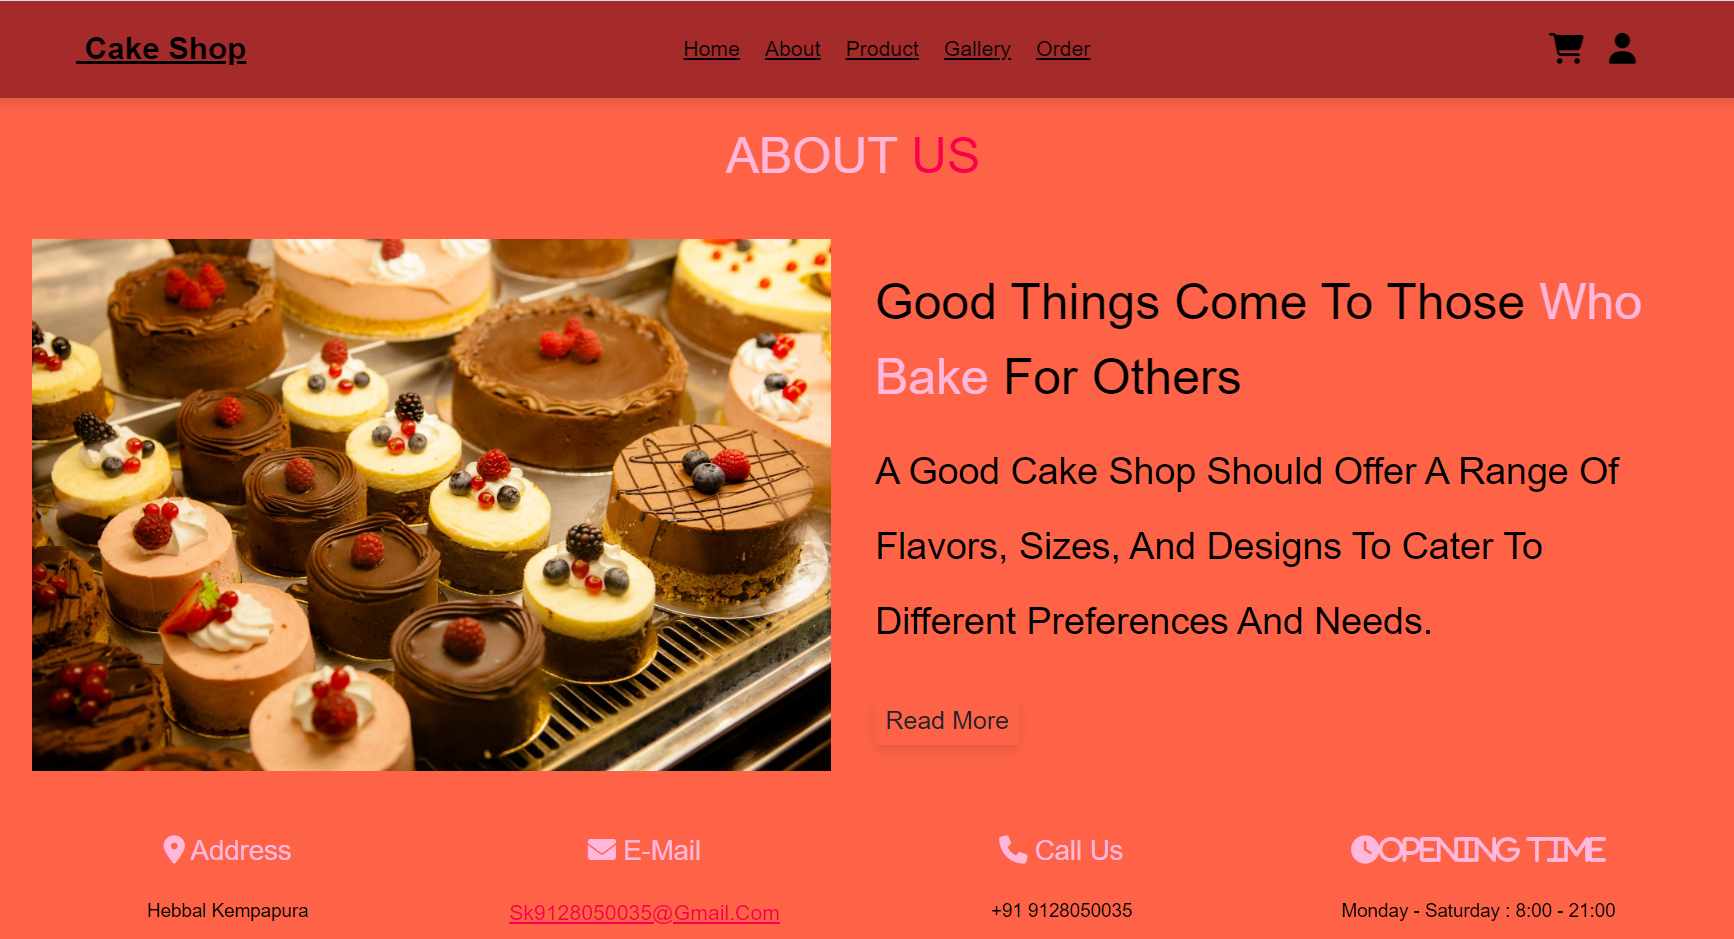 Cake Shop
Home About Product Gallery Order
ABOUT US
Good Things Come To Those Who
Bake For Others
A Good Cake Shop Should Offer A Range Of
Flavors, Sizes, And Designs To Cater To
Different Preferences And Needs.
Read More
Address E-Mail Call Us OPENING TIME
Hebbal Kempapura Sk9128050035@Gmail.Com +91 9128050035 Monday - Saturday : 8:00 - 21:00